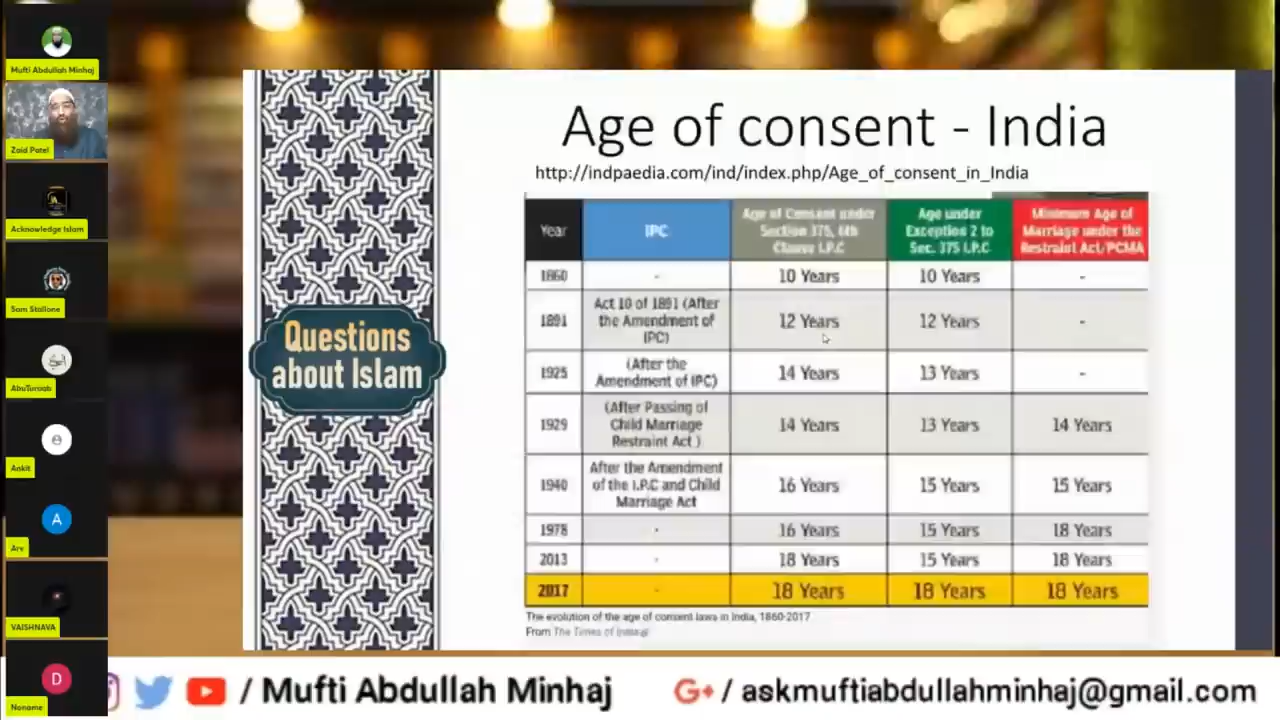 Mufti Abdullah Minhaj
Zaid Patel
Acknowledge Islam
Sam Stallone
AbuTuraab
Ankit
A
Arv
VAISHNAVA
D
Noname
Questions
about Islam
Age of consent - India
http://indpaedia.com/ind/index.php/Age_of_consent_in_India
Year IPC Age of Consent under Section 375, 6th Clause I.P.C Age under Exception 2 to Sec. 375 I.P.C Minimum Age of Marriage under the Restraint Act/PCMA
1860 - 10 Years 10 Years -
1891 Act 10 of 1891 (After the Amendment of IPC) 12 Years 12 Years -
1925 (After the Amendment of IPC) 14 Years 13 Years -
1929 (After Passing of Child Marriage Restraint Act ) 14 Years 13 Years 14 Years
1940 After the Amendment of the I.P.C and Child Marriage Act 16 Years 15 Years 15 Years
1978 - 16 Years 15 Years 18 Years
2013 - 18 Years 15 Years 18 Years
2017 - 18 Years 18 Years 18 Years
The evolution of the age of consent laws in India, 1860-2017
From The Times of India
/ Mufti Abdullah Minhaj
G+ / askmuftiabdullahminhaj@gmail.com